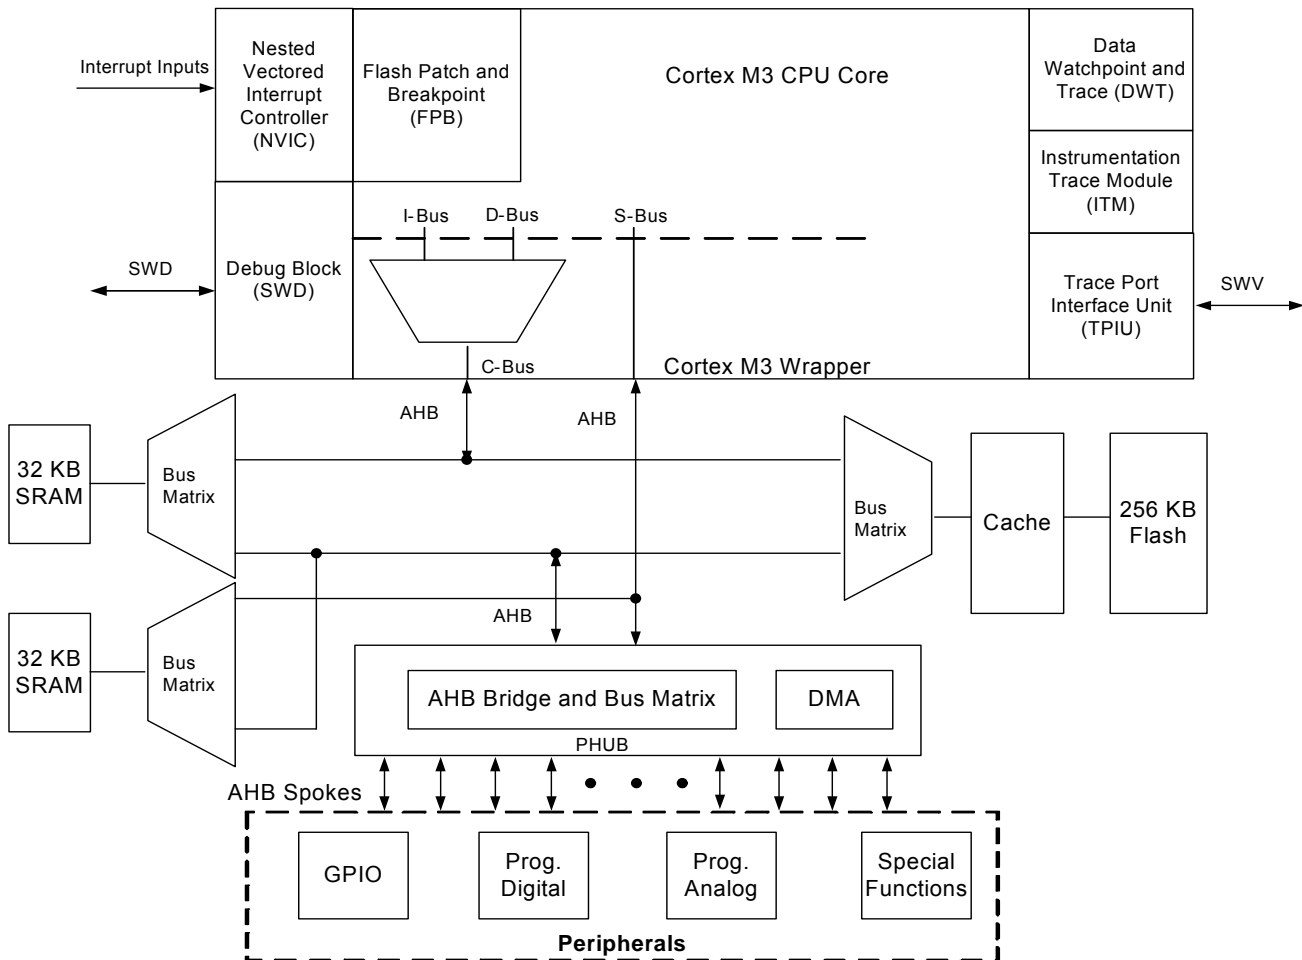 Interrupt Inputs
Nested
Vectored
Interrupt
Controller
(NVIC)
Flash Patch and
Breakpoint
(FPB)
Cortex M3 CPU Core
Data
Watchpoint and
Trace (DWT)
Instrumentation
Trace Module
(ITM)
I-Bus
D-Bus
S-Bus
SWD
Debug Block
(SWD)
Trace Port
Interface Unit
(TPIU)
SWV
C-Bus
Cortex M3 Wrapper
AHB
AHB
32 KB
SRAM
Bus
Matrix
Bus
Matrix
Cache
256 KB
Flash
AHB
32 KB
SRAM
Bus
Matrix
AHB Bridge and Bus Matrix
DMA
PHUB
AHB Spokes
GPIO
Prog.
Digital
Prog.
Analog
Special
Functions
Peripherals